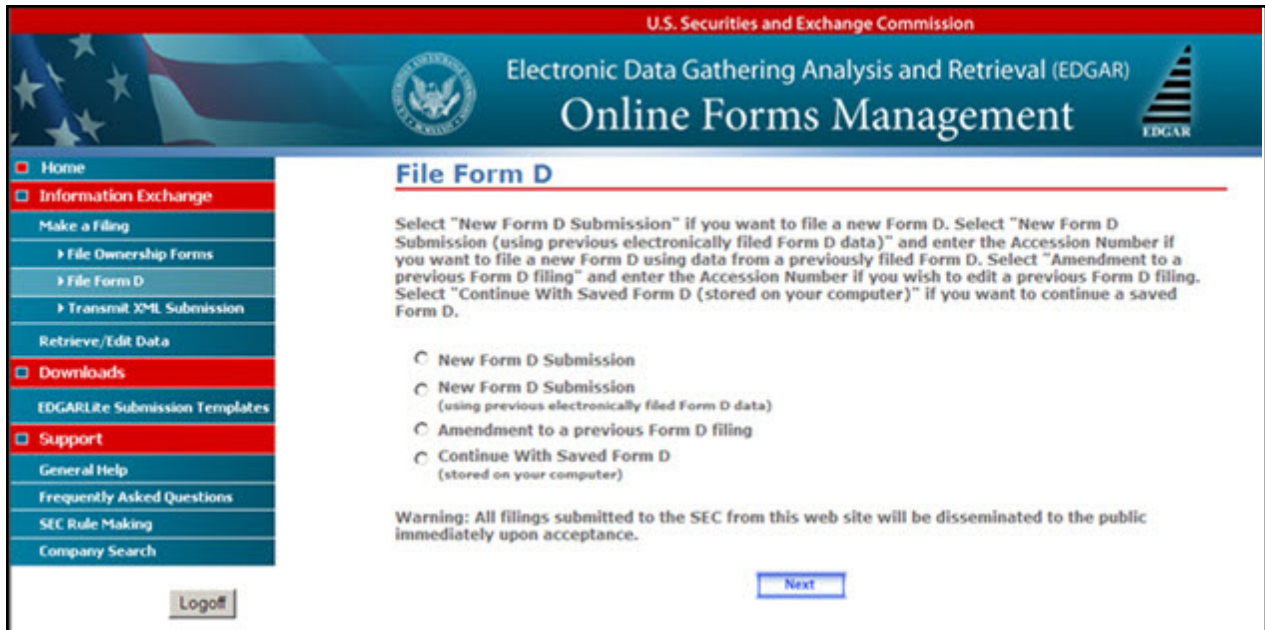 U.S. Securities and Exchange Commission
Electronic Data Gathering Analysis and Retrieval (EDGAR)
Online Forms Management
EDGAR
Home
Information Exchange
Make a Filing
File Ownership Forms
File Form D
Transmit XML Submission
Retrieve/Edit Data
Downloads
EDGARLite Submission Templates
Support
General Help
Frequently Asked Questions
SEC Rule Making
Company Search
Logoff
File Form D
Select "New Form D Submission" if you want to file a new Form D. Select "New Form D
Submission (using previous electronically filed Form D data)" and enter the Accession Number if
you want to file a new Form D using data from a previously filed Form D. Select "Amendment to a
previous Form D filing" and enter the Accession Number if you wish to edit a previous Form D filing.
Select "Continue With Saved Form D (stored on your computer)" if you want to continue a saved
Form D.
New Form D Submission
New Form D Submission
(using previous electronically filed Form D data)
Amendment to a previous Form D filing
Continue With Saved Form D
(stored on your computer)
Warning: All filings submitted to the SEC from this web site will be disseminated to the public
immediately upon acceptance.
Next